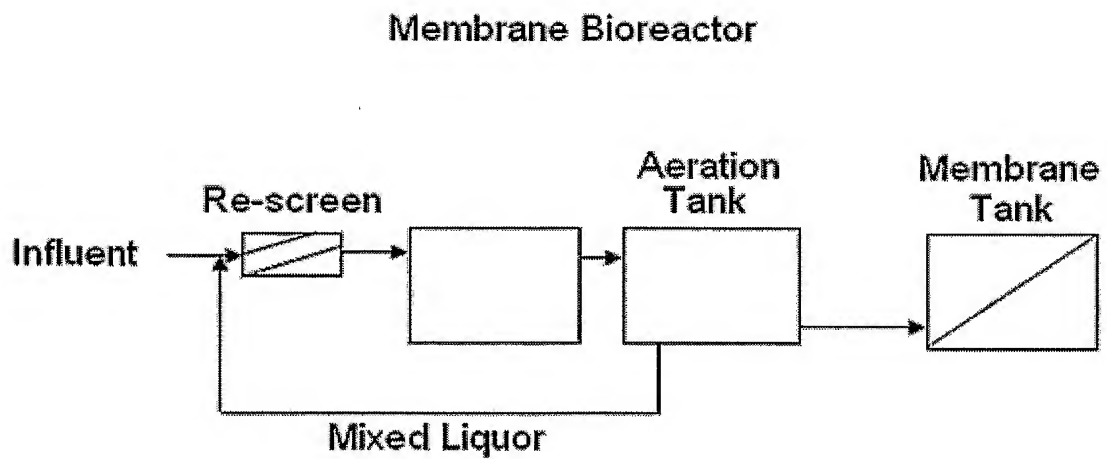 Membrane Bioreactor
Aeration
Tank
Membrane
Tank
Re-screen
Influent
Mixed Liquor